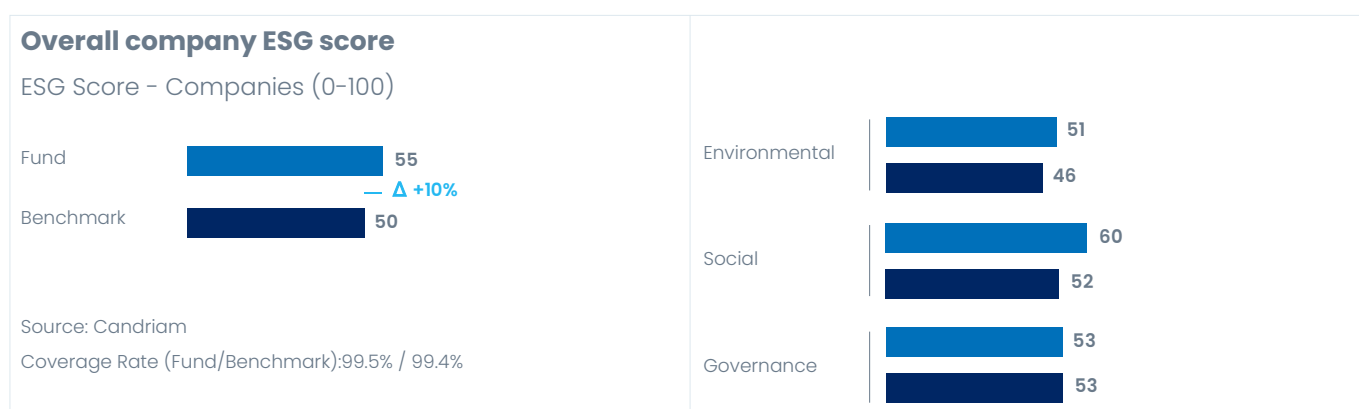 Overall company ESG score
ESG Score - Companies (0-100)
Fund
55
Δ +10%
Benchmark
50
Source: Candriam
Coverage Rate (Fund/Benchmark):99.5% / 99.4%
Environmental
51
46
Social
60
52
Governance
53
53